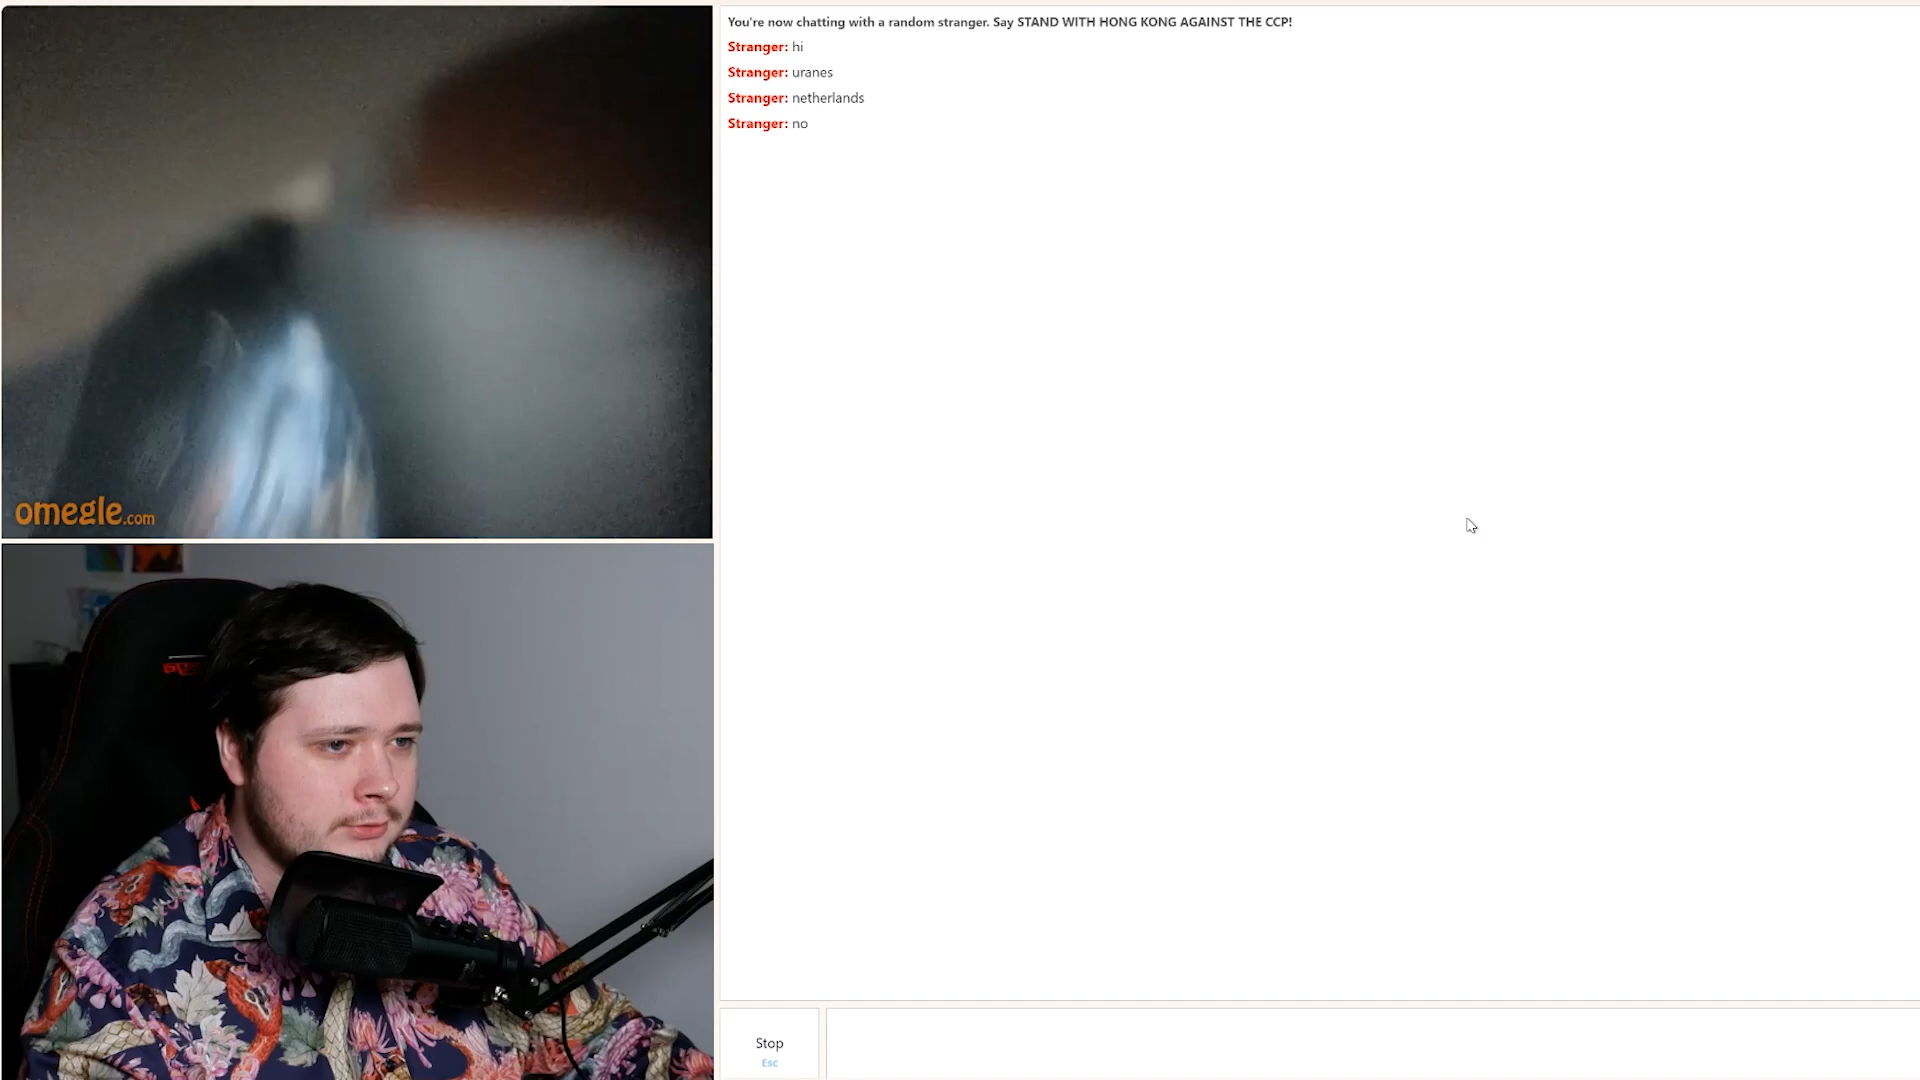 You're now chatting with a random stranger. Say STAND WITH HONG KONG AGAINST THE CCP!
Stranger: hi
Stranger: uranes
Stranger: netherlands
Stranger: no
omegle.com
Stop
Esc